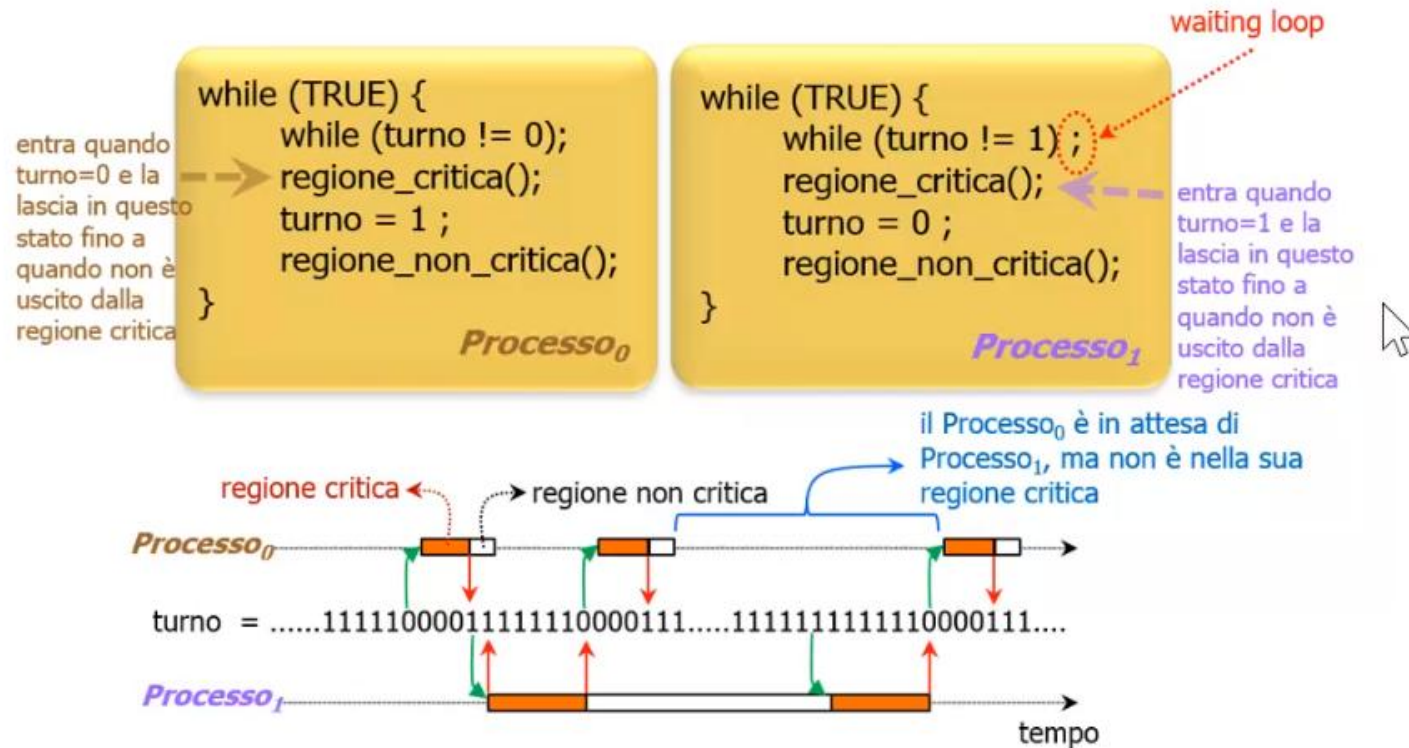 waiting loop
while (TRUE) {
while (turno != 0);
regione_critica();
turno = 1 ;
regione_non_critica();
}
Processo0
entra quando
turno=0 e la
lascia in questo
stato fino a
quando non è
uscito dalla
regione critica
while (TRUE) {
while (turno != 1) ;
regione_critica();
turno = 0 ;
regione_non_critica();
}
Processo1
entra quando
turno=1 e la
lascia in questo
stato fino a
quando non è
uscito dalla
regione critica
il Processo0 è in attesa di
Processo1, ma non è nella sua
regione critica
regione critica
regione non critica
Processo0
turno = ......11111000011111110000111.....11111111111110000111....
Processo1
tempo